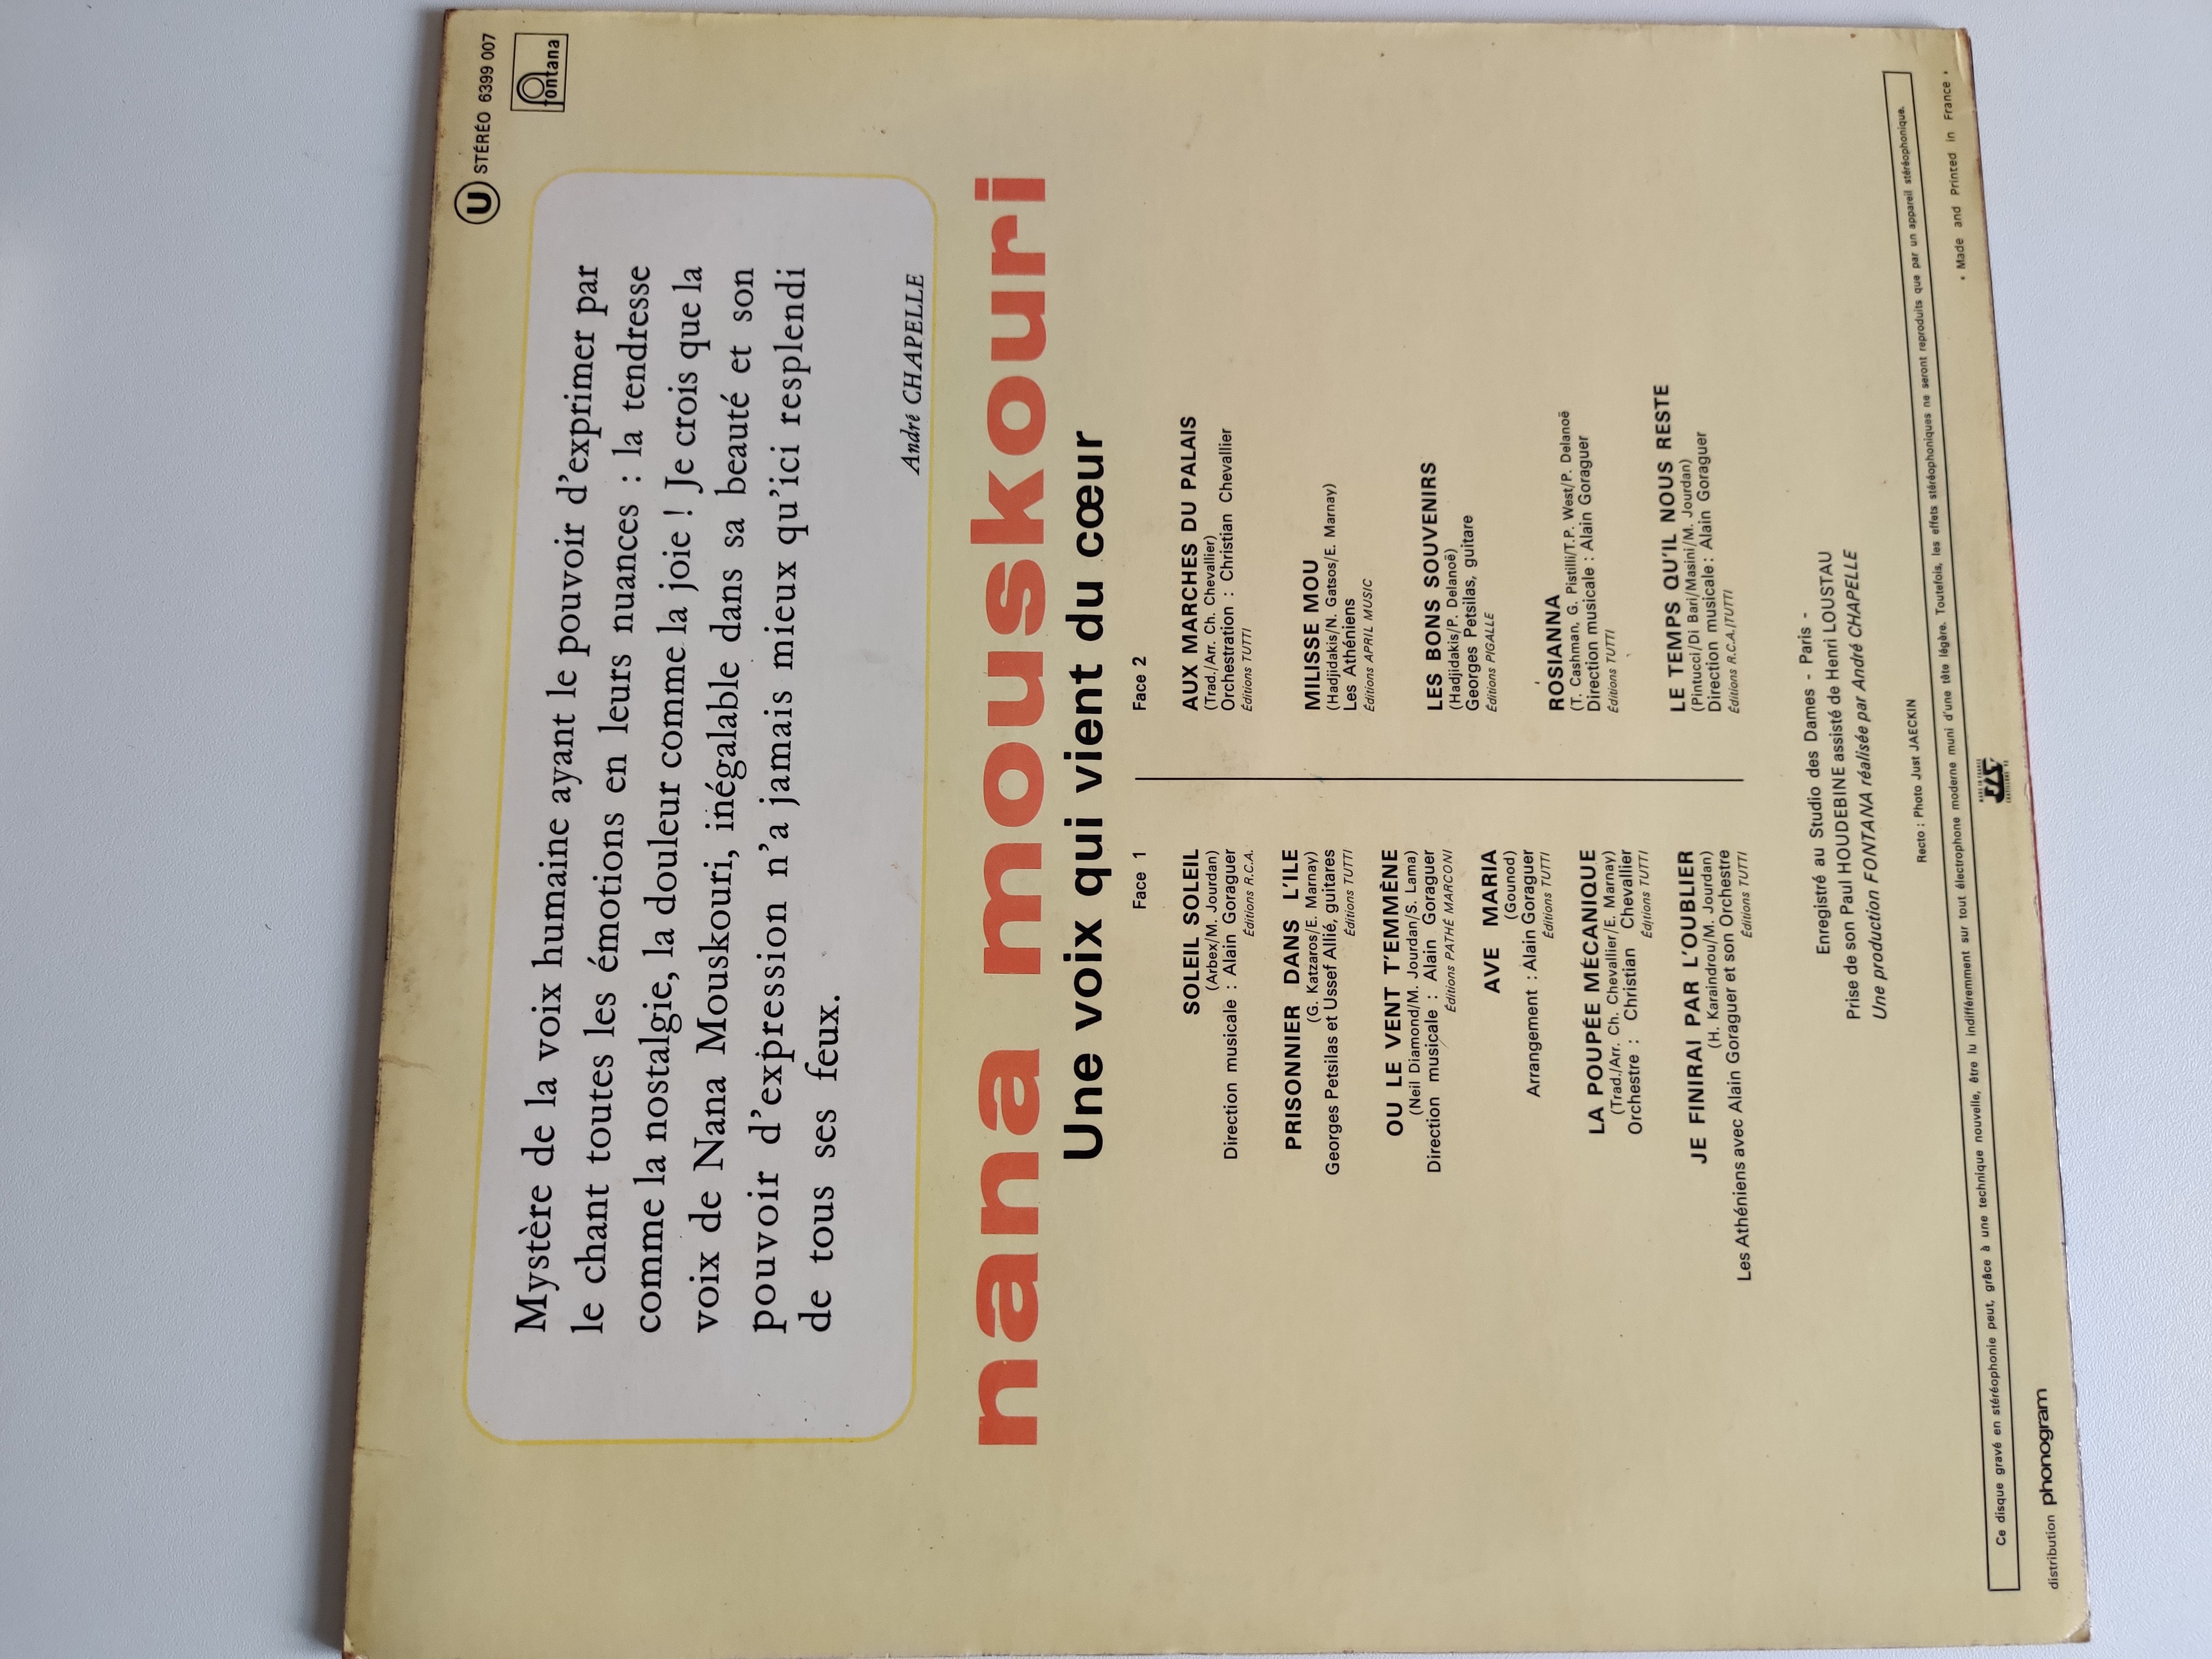 U STÉRÉO 6399 007
fontana
Mystère de la voix humaine ayant le pouvoir d'exprimer par
le chant toutes les émotions en leurs nuances : la tendresse
comme la nostalgie, la douleur comme la joie ! Je crois que la
voix de Nana Mouskouri, inégalable dans sa beauté et son
pouvoir d'expression n'a jamais mieux qu'ici resplendi
de tous ses feux.
André CHAPELLE
nana mouskouri
Une voix qui vient du cœur
Face 1
SOLEIL SOLEIL
(Arbex/M. Jourdan)
Direction musicale : Alain Goraguer
Éditions R.C.A.
PRISONNIER DANS L'ILE
(G. Katzaros/E. Marnay)
Georges Petsilas et Ussef Allié, guitares
Éditions TUTTI
OU LE VENT T'EMMÈNE
(Neil Diamond/M. Jourdan/S. Lama)
Direction musicale : Alain Goraguer
Éditions PATHÉ MARCONI
AVE MARIA
(Gounod)
Arrangement : Alain Goraguer
Éditions TUTTI
LA POUPÉE MÉCANIQUE
(Trad./Arr. Ch. Chevallier/E. Marnay)
Orchestre : Christian Chevallier
Éditions TUTTI
JE FINIRAI PAR L'OUBLIER
(H. Karaindrou/M. Jourdan)
Les Athéniens avec Alain Goraguer et son Orchestre
Éditions TUTTI
Face 2
AUX MARCHES DU PALAIS
(Trad./Arr. Ch. Chevallier)
Orchestration : Christian Chevallier
Éditions TUTTI
MILISSE MOU
(Hadjidakis/N. Gatsos/E. Marnay)
Les Athéniens
Éditions APRIL MUSIC
LES BONS SOUVENIRS
(Hadjidakis/P. Delanoë)
Georges Petsilas, guitare
Éditions PIGALLE
ROSIANNA
(T. Cashman, G. Pistilli/T.P. West/P. Delanoë
Direction musicale : Alain Goraguer
Éditions TUTTI
LE TEMPS QU'IL NOUS RESTE
(Pintucci/Di Bari/Masini/M. Jourdan)
Direction musicale : Alain Goraguer
Éditions R.C.A./TUTTI
Enregistré au Studio des Dames - Paris -
Prise de son Paul HOUDEBINE assisté de Henri LOUSTAU
Une production FONTANA réalisée par André CHAPELLE
Recto : Photo Just JAECKIN
Ce disque gravé en stéréophonie peut, grâce à une technique nouvelle, être lu indifféremment sur tout électrophone moderne muni d'une tête légère. Toutefois, les effets stéréophoniques ne seront reproduits que par un appareil stéréophonique.
• Made and Printed in France •
MADE IN FRANCE
distribution phonogram